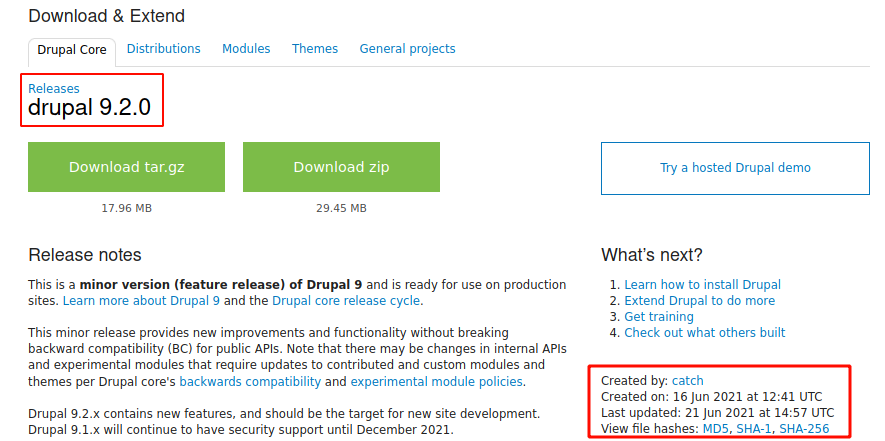 Download & Extend
Drupal Core
Distributions
Modules
Themes
General projects
Releases
drupal 9.2.0
Download tar.gz
17.96 MB
Download zip
29.45 MB
Try a hosted Drupal demo
Release notes
This is a minor version (feature release) of Drupal 9 and is ready for use on production
sites. Learn more about Drupal 9 and the Drupal core release cycle.
This minor release provides new improvements and functionality without breaking
backward compatibility (BC) for public APIs. Note that there may be changes in internal APIs
and experimental modules that require updates to contributed and custom modules and
themes per Drupal core's backwards compatibility and experimental module policies.
Drupal 9.2.x contains new features, and should be the target for new site development.
Drupal 9.1.x will continue to have security support until December 2021.
What's next?
1. Learn how to install Drupal
2. Extend Drupal to do more
3. Get training
4. Check out what others built
Created by: catch
Created on: 16 Jun 2021 at 12:41 UTC
Last updated: 21 Jun 2021 at 14:57 UTC
View file hashes: MD5, SHA-1, SHA-256